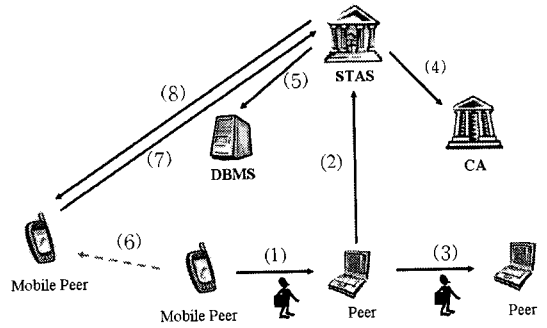 STAS
(4)
(5)
(8)
(7)
DBMS
(2)
CA
(6)
(1)
(3)
Mobile Peer
Mobile Peer
Peer
Peer